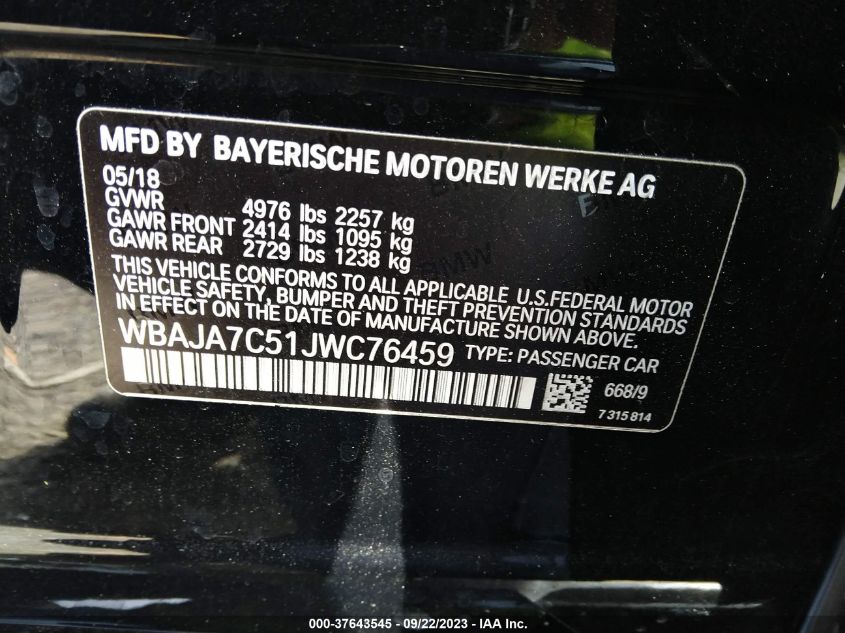 MFD BY BAYERISCHE MOTOREN WERKE AG
05/18
GVWR 4976 lbs 2257 kg
GAWR FRONT 2414 lbs 1095 kg
GAWR REAR 2729 lbs 1238 kg
THIS VEHICLE CONFORMS TO ALL APPLICABLE U.S.FEDERAL MOTOR
VEHICLE SAFETY, BUMPER AND THEFT PREVENTION STANDARDS
IN EFFECT ON THE DATE OF MANUFACTURE SHOWN ABOVE.
WBAJA7C51JWC76459 TYPE: PASSENGER CAR
668/9
7315814
000-37643545 - 09/22/2023 - IAA Inc.